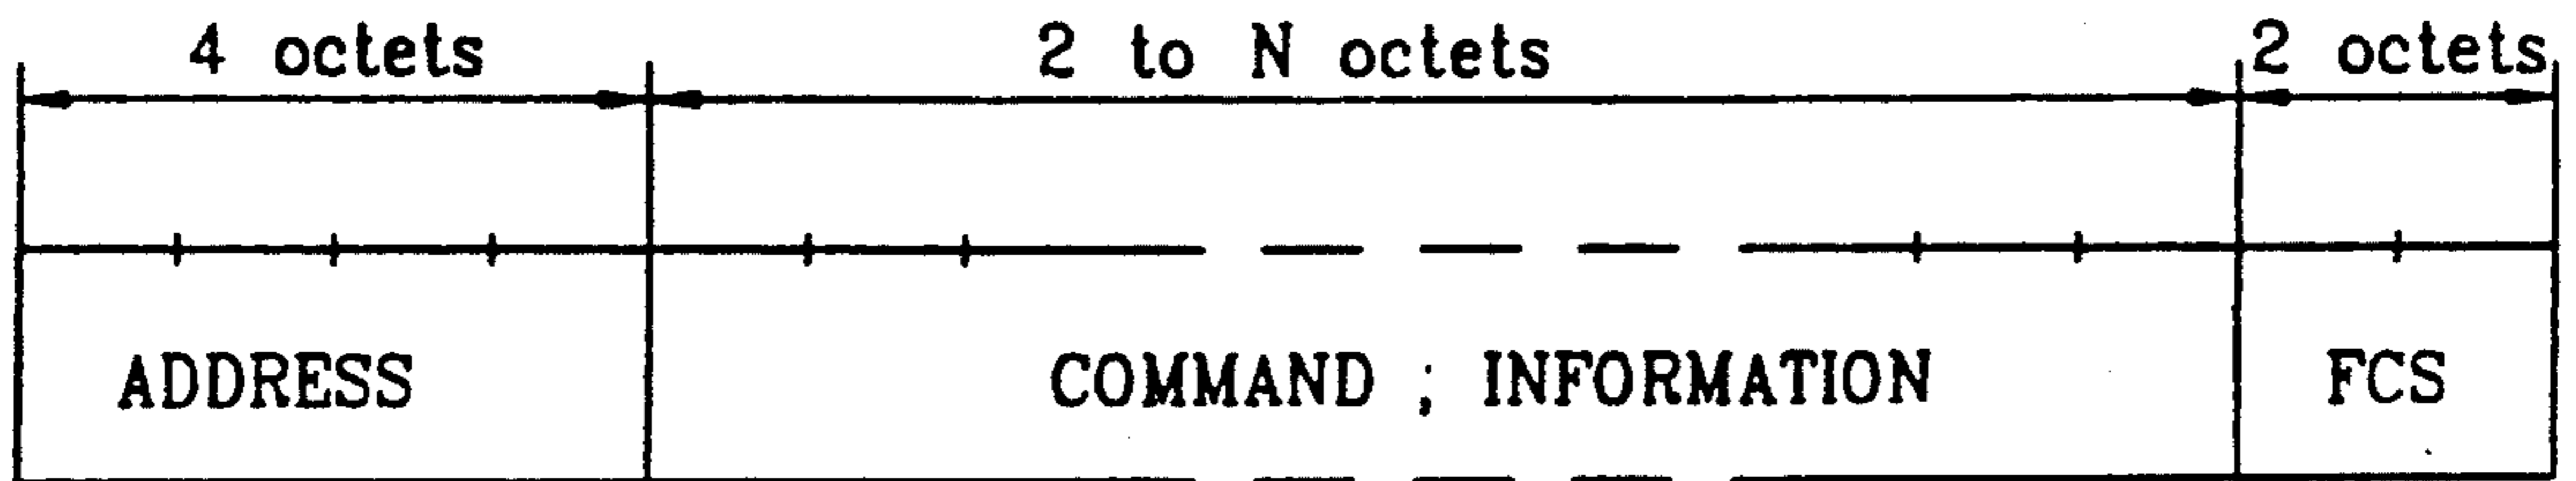 4 octets 2 to N octets 2 octets
ADDRESS COMMAND ; INFORMATION FCS